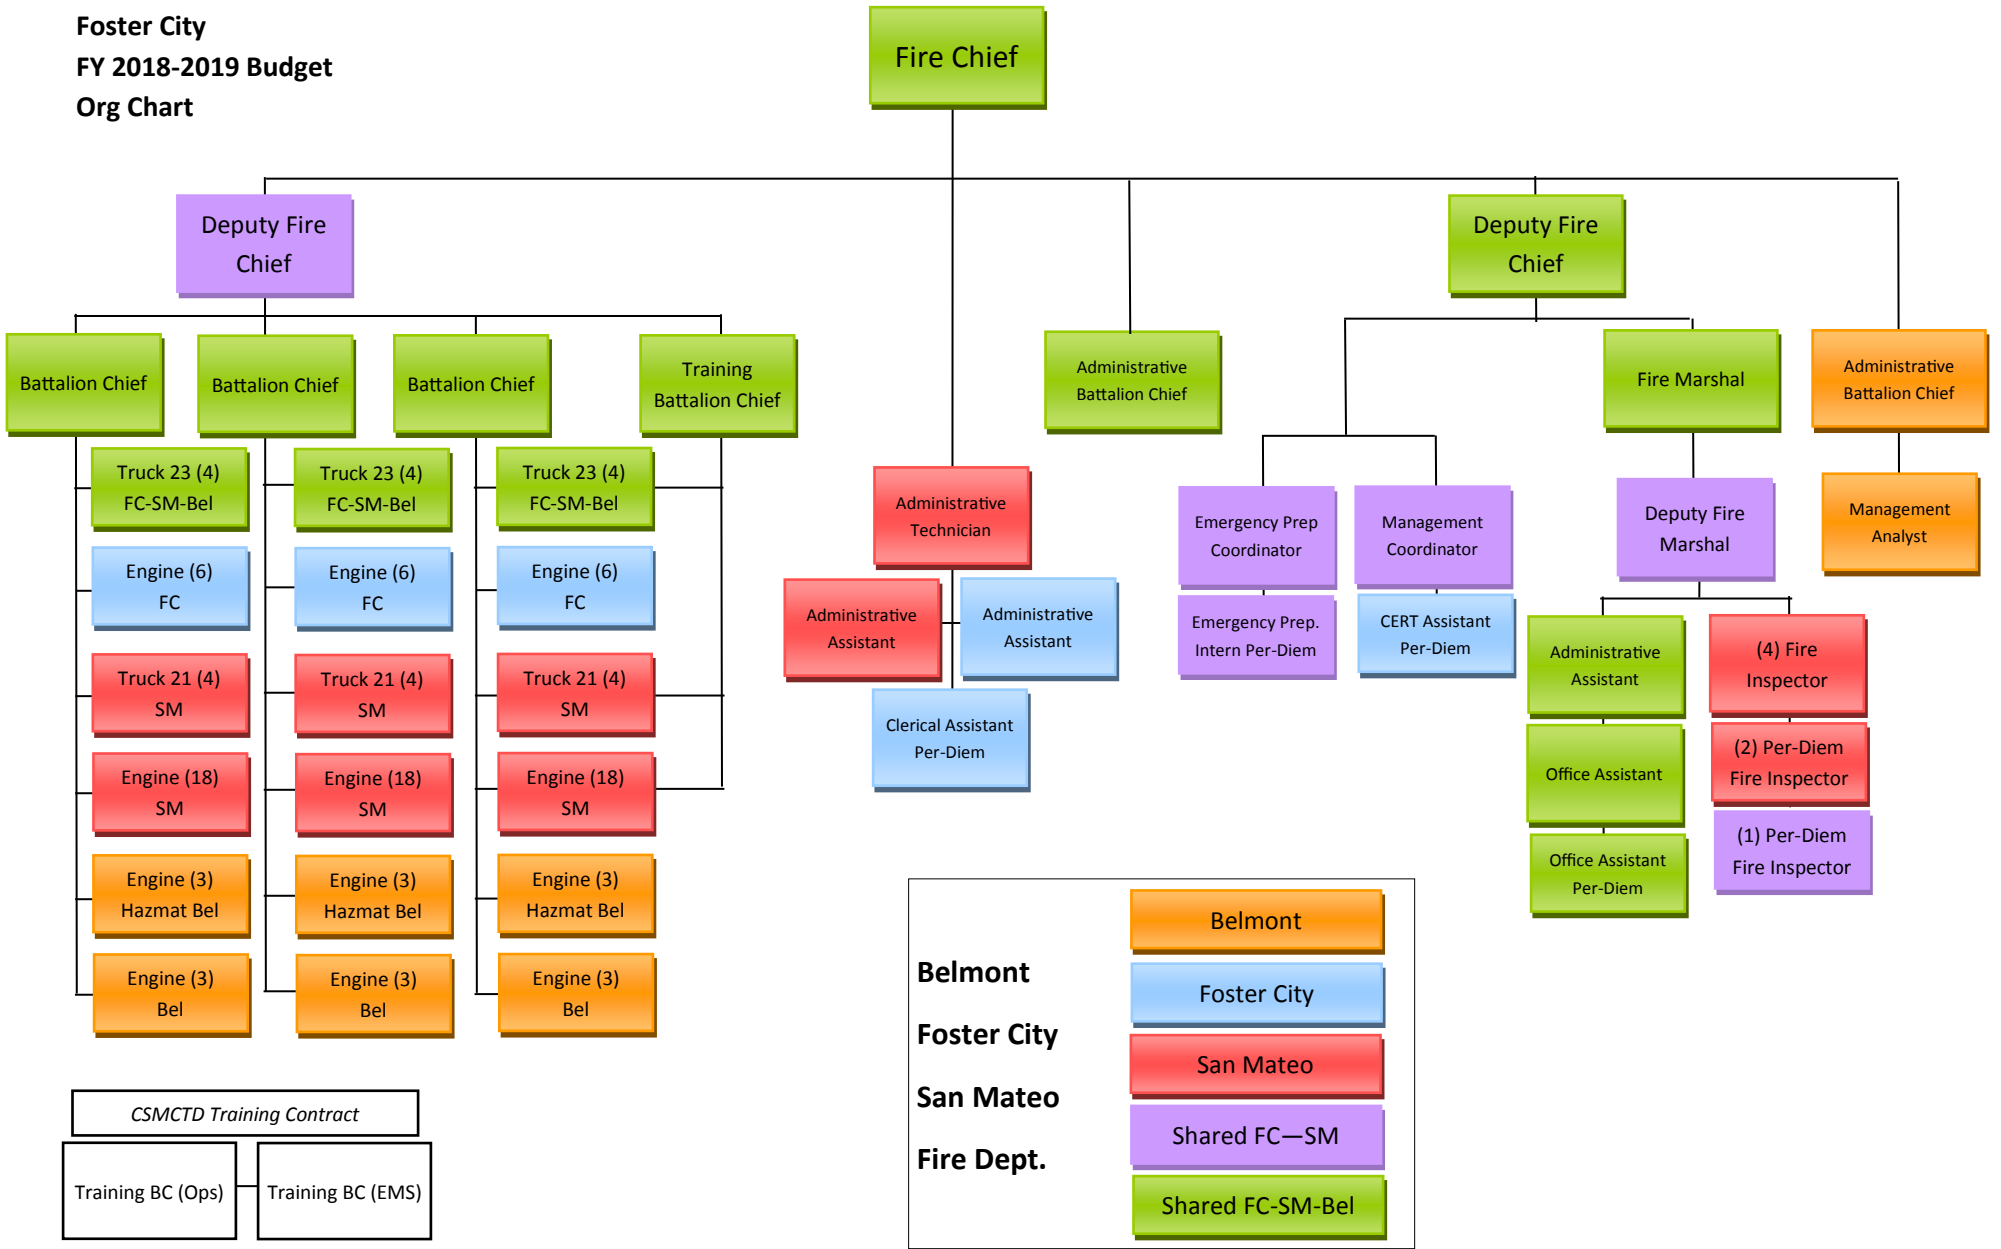 Foster City
FY 2018-2019 Budget
Org Chart
Fire Chief
Deputy Fire
Chief
Deputy Fire
Chief
Battalion Chief
Battalion Chief
Battalion Chief
Training
Battalion Chief
Administrative
Battalion Chief
Fire Marshal
Administrative
Battalion Chief
Truck 23 (4)
FC-SM-Bel
Truck 23 (4)
FC-SM-Bel
Truck 23 (4)
FC-SM-Bel
Engine (6)
FC
Engine (6)
FC
Engine (6)
FC
Truck 21 (4)
SM
Truck 21 (4)
SM
Truck 21 (4)
SM
Engine (18)
SM
Engine (18)
SM
Engine (18)
SM
Engine (3)
Hazmat Bel
Engine (3)
Hazmat Bel
Engine (3)
Hazmat Bel
Engine (3)
Bel
Engine (3)
Bel
Engine (3)
Bel
Administrative
Technician
Administrative
Assistant
Administrative
Assistant
Clerical Assistant
Per-Diem
Emergency Prep
Coordinator
Management
Coordinator
Emergency Prep.
Intern Per-Diem
CERT Assistant
Per-Diem
Deputy Fire
Marshal
Management
Analyst
Administrative
Assistant
(4) Fire
Inspector
Office Assistant
(2) Per-Diem
Fire Inspector
Office Assistant
Per-Diem
(1) Per-Diem
Fire Inspector
CSMCTD Training Contract
Training BC (Ops)
Training BC (EMS)
Belmont
Foster City
San Mateo
Fire Dept.
Belmont
Foster City
San Mateo
Shared FC—SM
Shared FC-SM-Bel